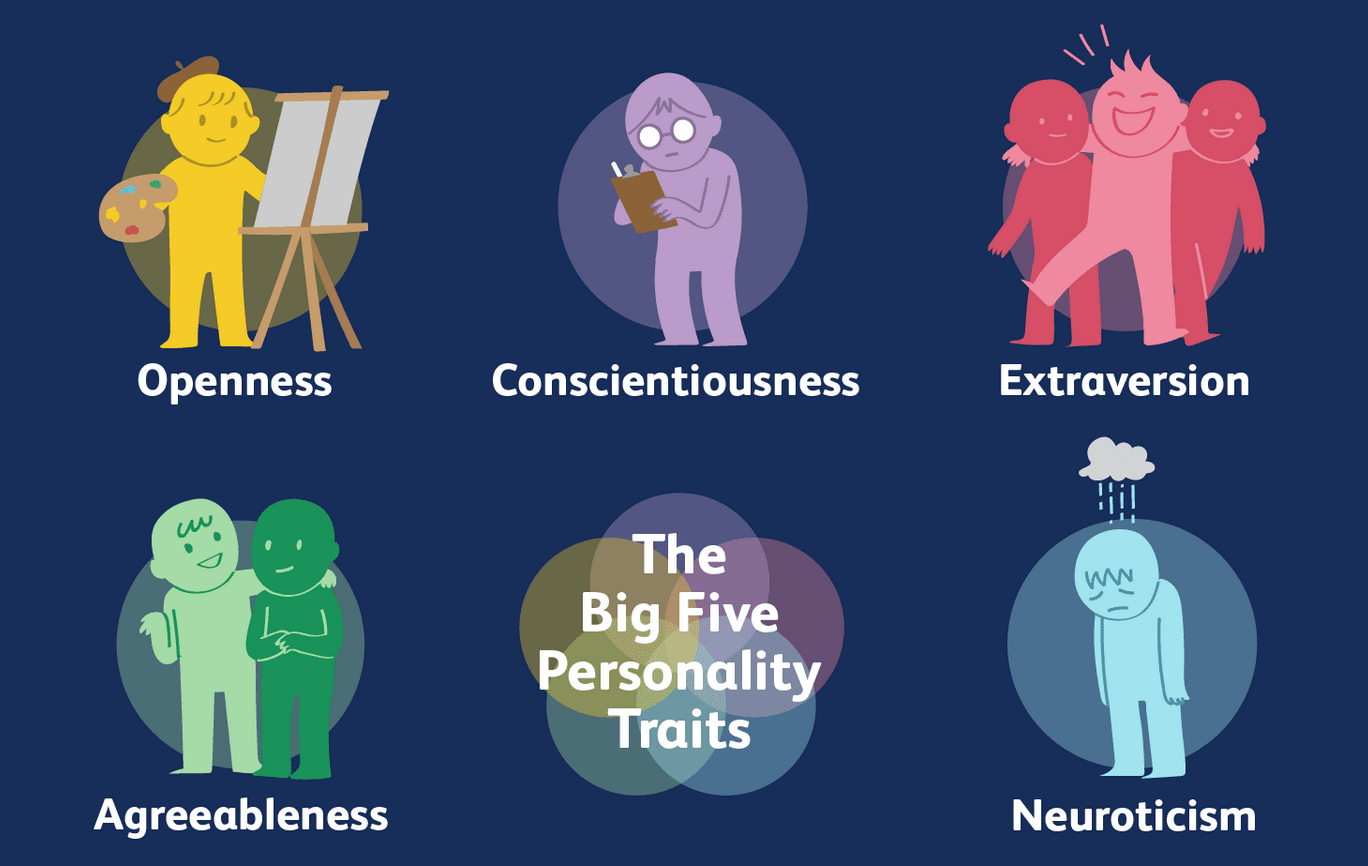 Openness
Conscientiousness
Extraversion
Agreeableness
The
Big Five
Personality
Traits
Neuroticism